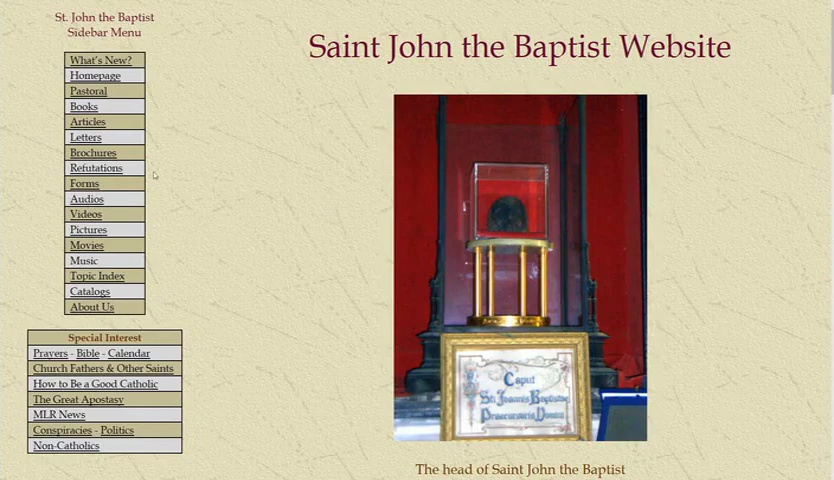 St. John the Baptist
Sidebar Menu
What's New?
Homepage
Pastoral
Books
Articles
Letters
Brochures
Refutations
Forms
Audios
Videos
Pictures
Movies
Music
Topic Index
Catalogs
About Us
Special Interest
Prayers - Bible - Calendar
Church Fathers & Other Saints
How to Be a Good Catholic
The Great Apostasy
MLR News
Conspiracies - Politics
Non-Catholics
Saint John the Baptist Website
Caput
Sti Joannis Baptistae
Praecursoris Domini
The head of Saint John the Baptist